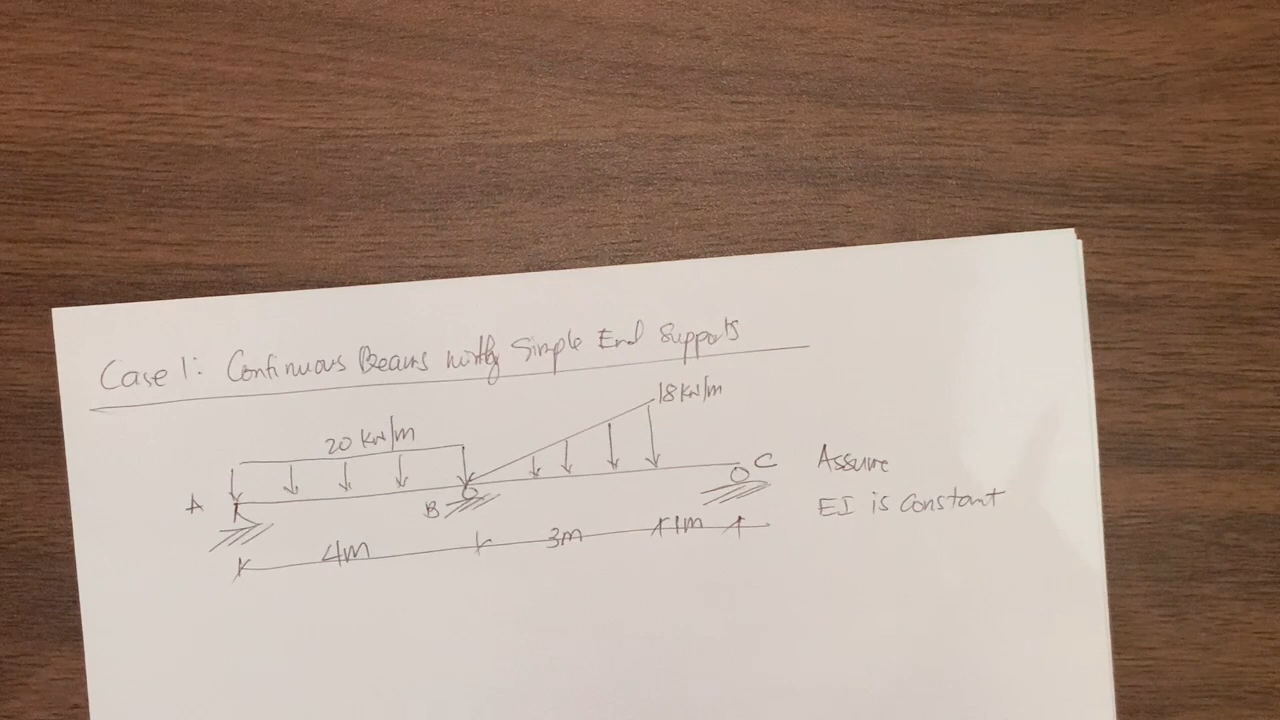 Case 1: Continuous Beams with Simple End Supports
18 kN/m
20 kN/m
A
B
C
Assume
EI is constant
4m
3m
1m